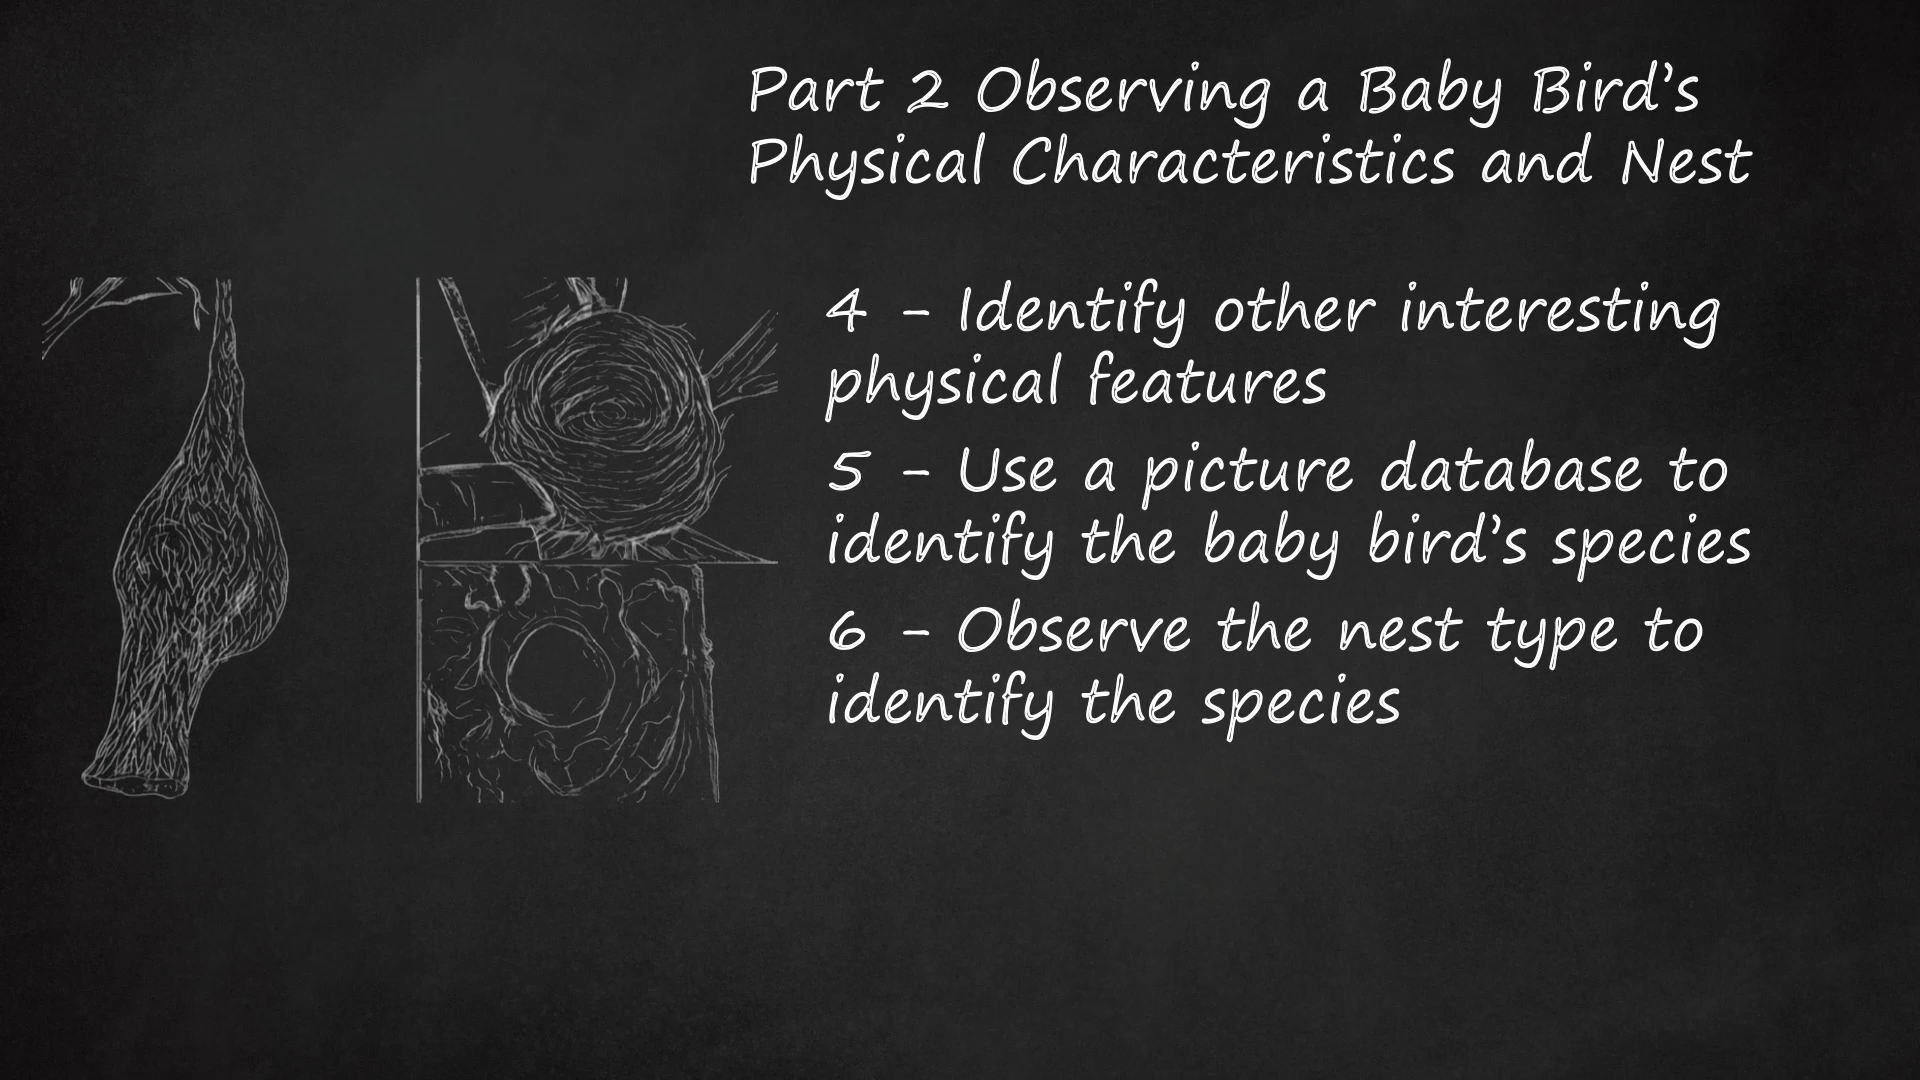 Part 2 Observing a Baby Bird’s
Physical Characteristics and Nest
4 - Identify other interesting
physical features
5 - Use a picture database to
identify the baby bird’s species
6 - Observe the nest type to
identify the species